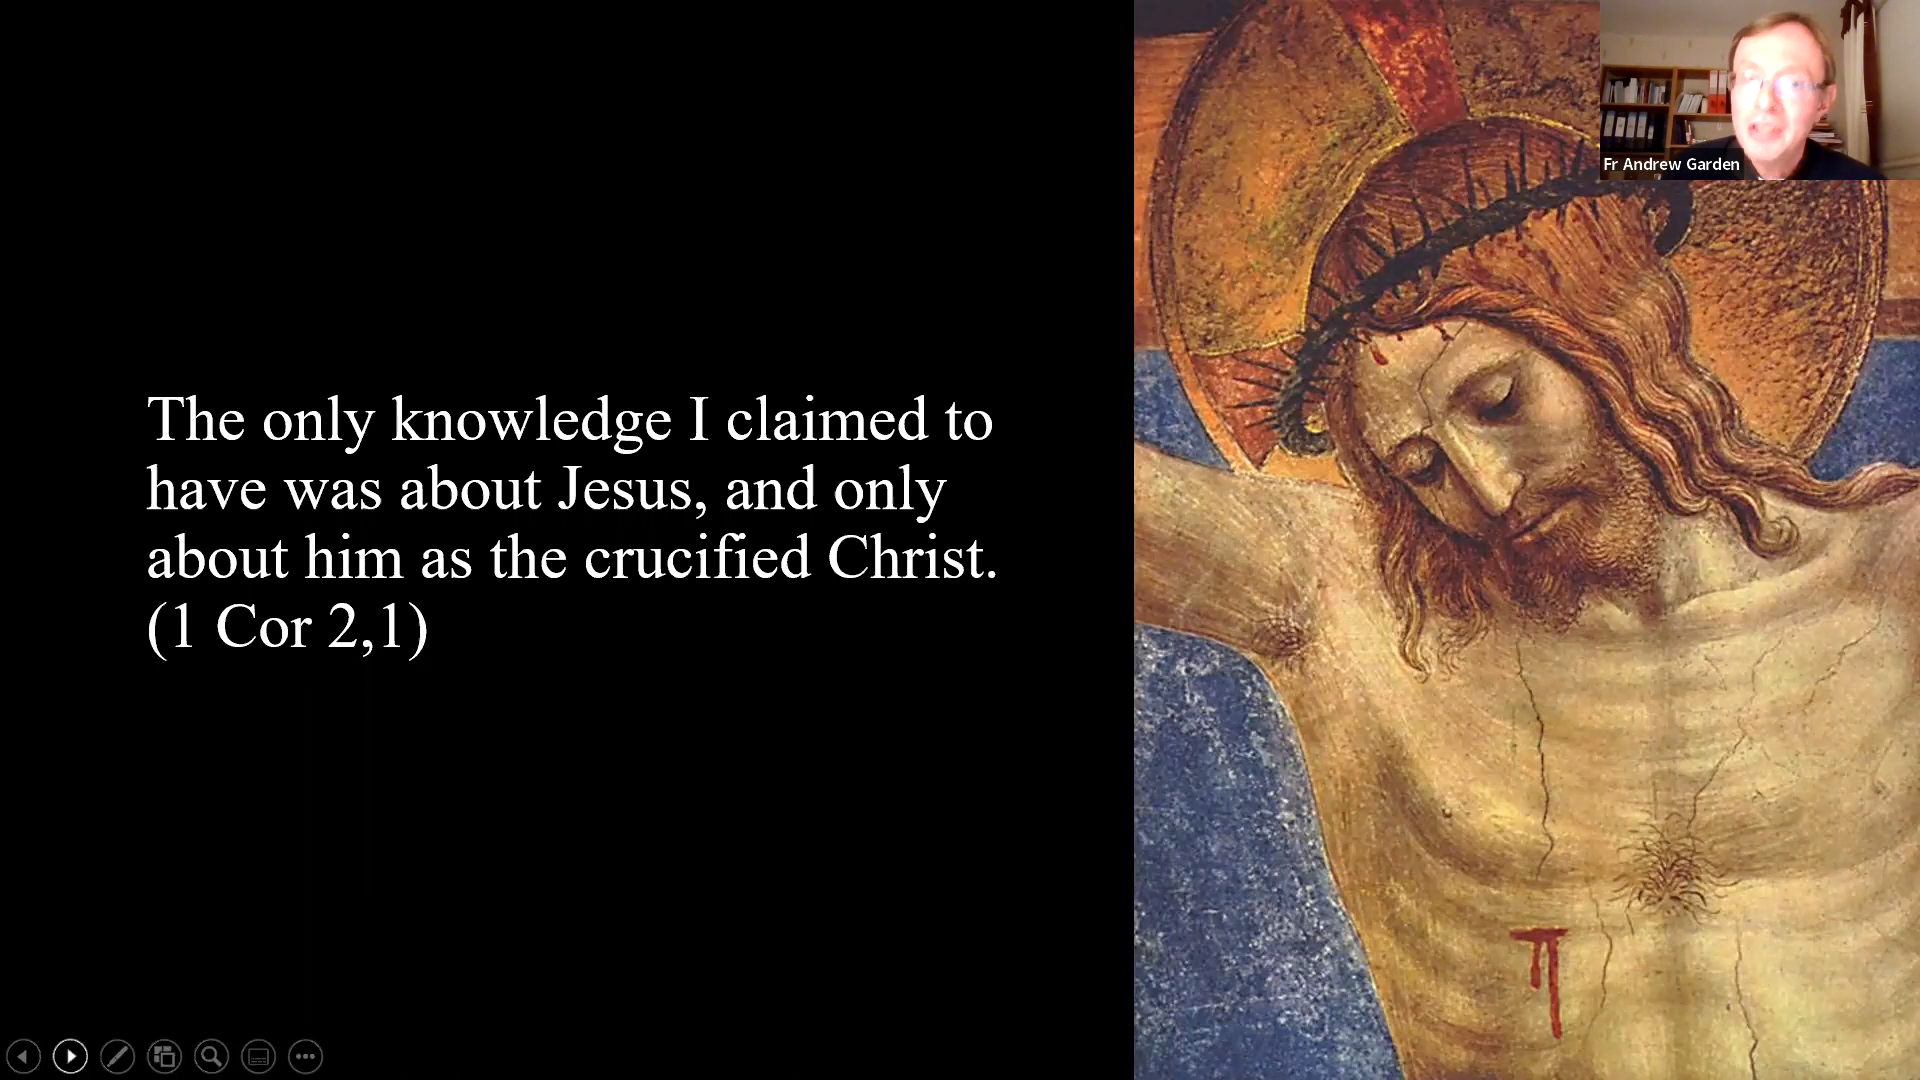 Fr Andrew Garden
The only knowledge I claimed to
have was about Jesus, and only
about him as the crucified Christ.
(1 Cor 2,1)